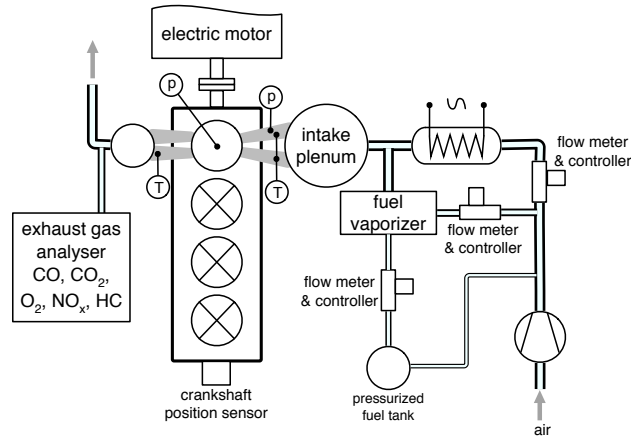 electric motor
p
p
intake
plenum
flow meter
& controller
T
T
fuel
vaporizer
flow meter
& controller
exhaust gas
analyser
CO, CO₂,
O₂, NOₓ, HC
flow meter
& controller
pressurized
fuel tank
crankshaft
position sensor
air